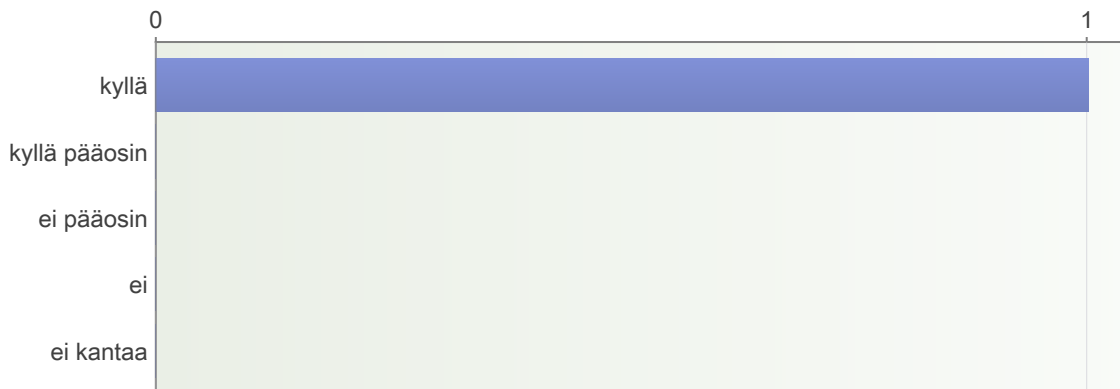 0 1
kyllä
kyllä pääosin
ei pääosin
ei
ei kantaa